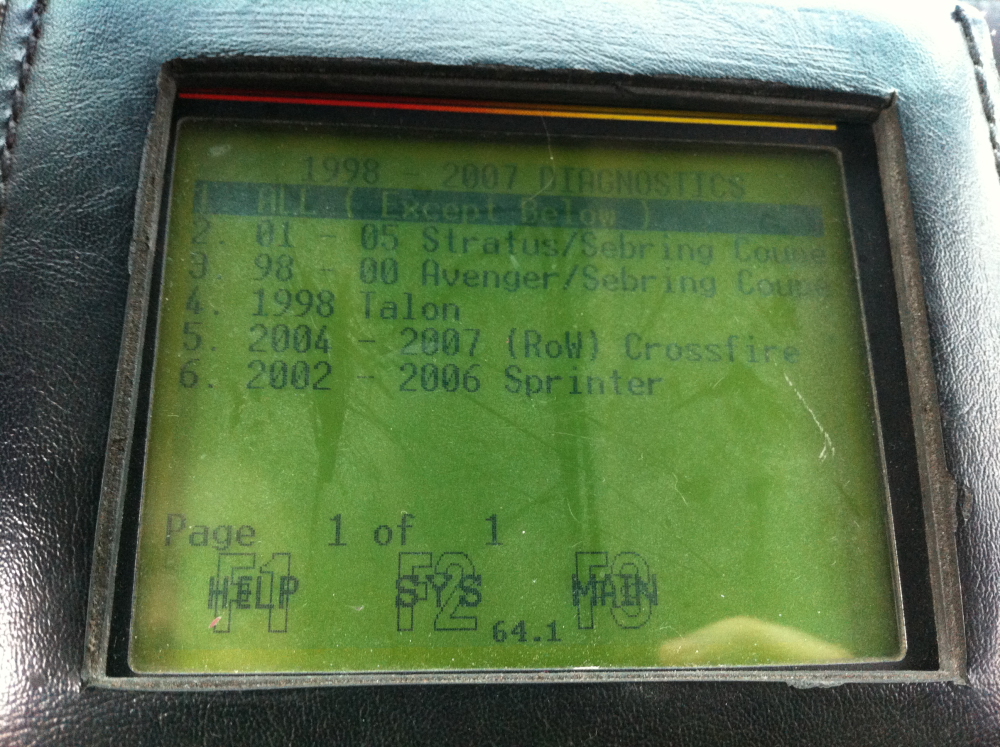 1998 - 2007 DIAGNOSTICS
1. ALL ( Except Below )
2. 01 - 05 Stratus/Sebring Coupe
3. 98 - 00 Avenger/Sebring Coupe
4. 1998 Talon
5. 2004 - 2007 (RoW) Crossfire
6. 2002 - 2006 Sprinter
Page 1 of 1
F1 F2 F3
HELP SYS MAIN
64.1